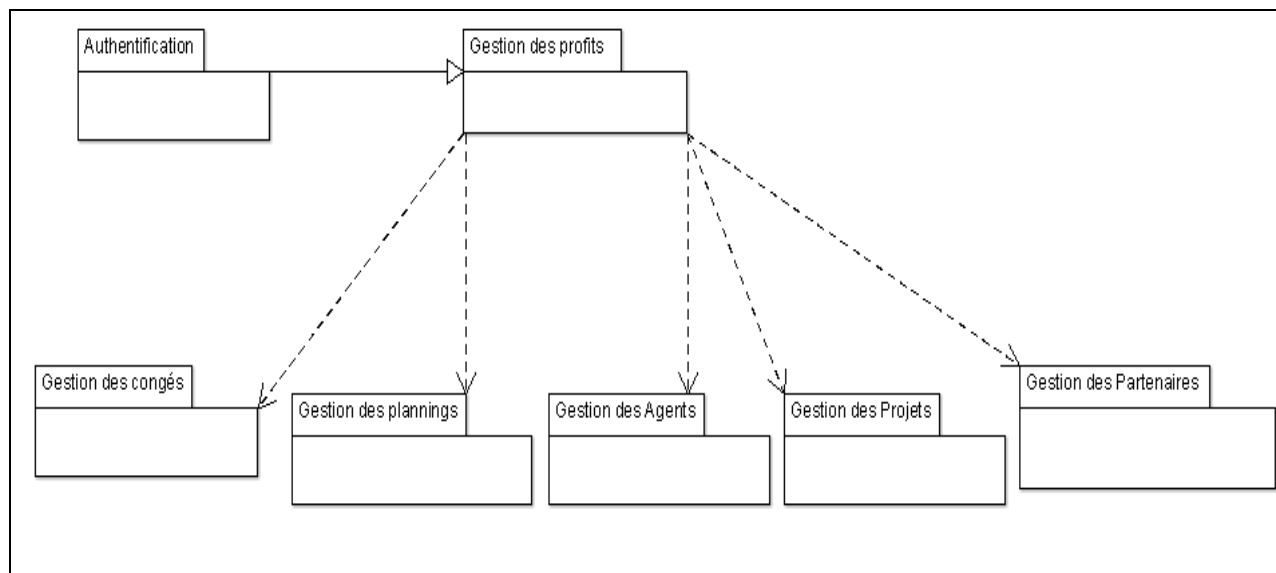 Authentification
Gestion des profits
Gestion des congés
Gestion des plannings
Gestion des Agents
Gestion des Projets
Gestion des Partenaires